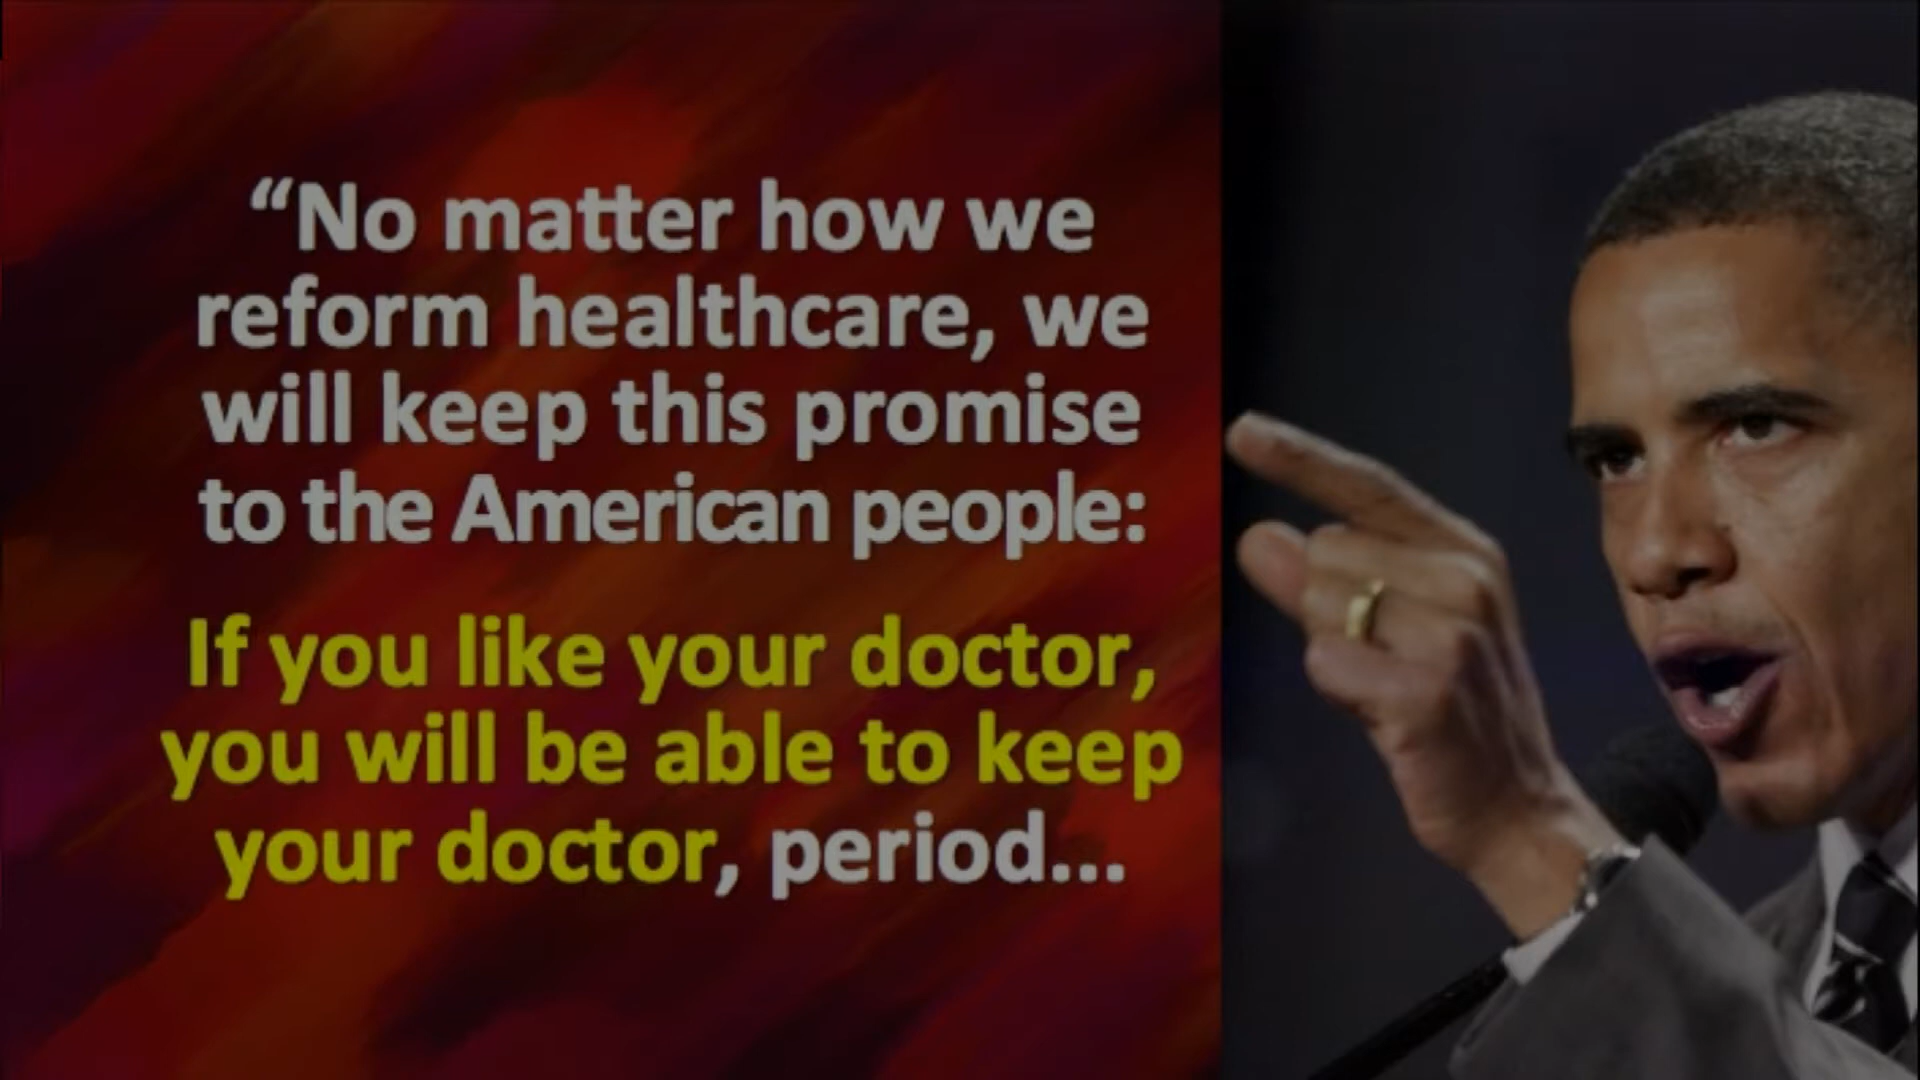 “No matter how we
reform healthcare, we
will keep this promise
to the American people:
If you like your doctor,
you will be able to keep
your doctor, period...